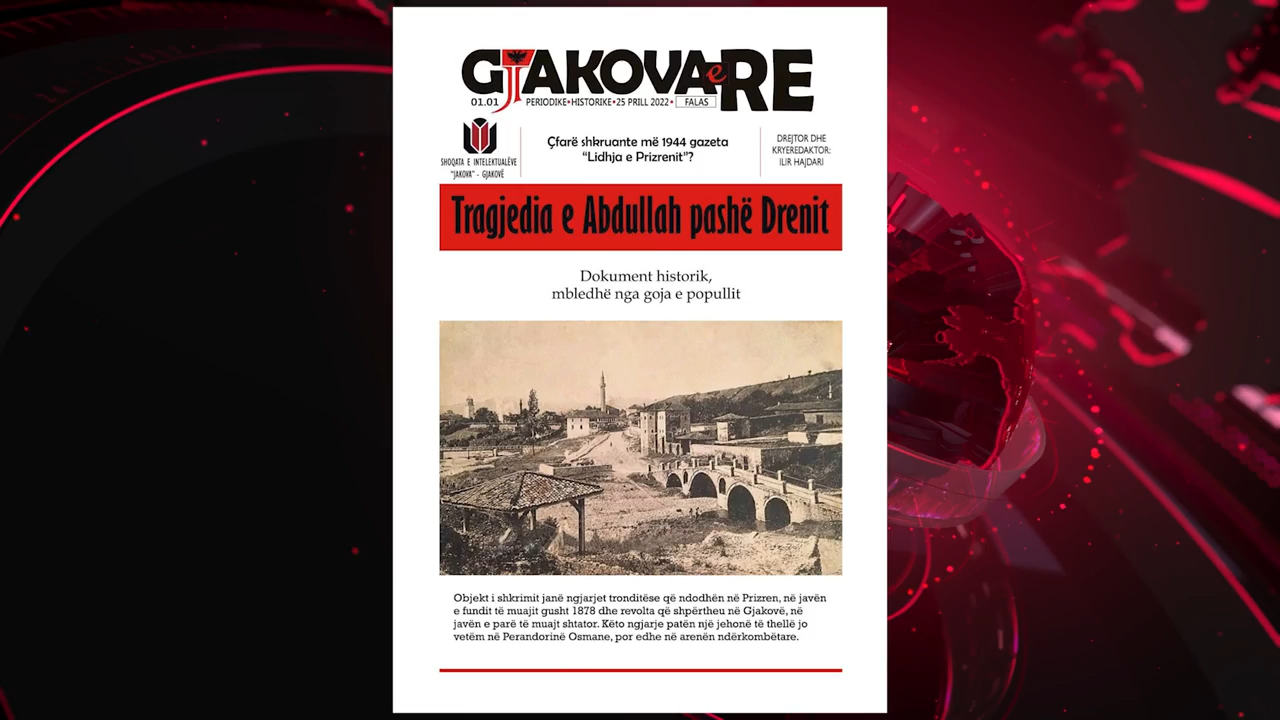 GJAKOVA e RE
01.01 PERIODIKE•HISTORIKE•25 PRILL 2022• FALAS
SHOQATA E INTELEKTUALËVE
"JAKOVA" - GJAKOVË
Çfarë shkruante më 1944 gazeta
"Lidhja e Prizrenit"?
DREJTOR DHE
KRYEREDAKTOR:
ILIR HAJDARI
Tragjedia e Abdullah pashë Drenit
Dokument historik,
mbledhë nga goja e popullit
Objekt i shkrimit janë ngjarjet tronditëse që ndodhën në Prizren, në javën
e fundit të muajit gusht 1878 dhe revolta që shpërtheu në Gjakovë, në
javën e parë të muajt shtator. Këto ngjarje patën një jehonë të thellë jo
vetëm në Perandorinë Osmane, por edhe në arenën ndërkombëtare.